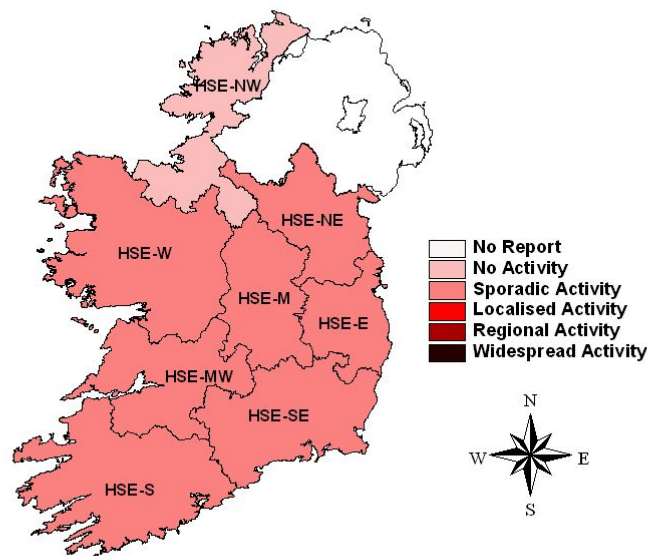 HSE-NW
HSE-NE
HSE-W
HSE-M
HSE-E
HSE-MW
HSE-SE
HSE-S
No Report
No Activity
Sporadic Activity
Localised Activity
Regional Activity
Widespread Activity
N
W E
S